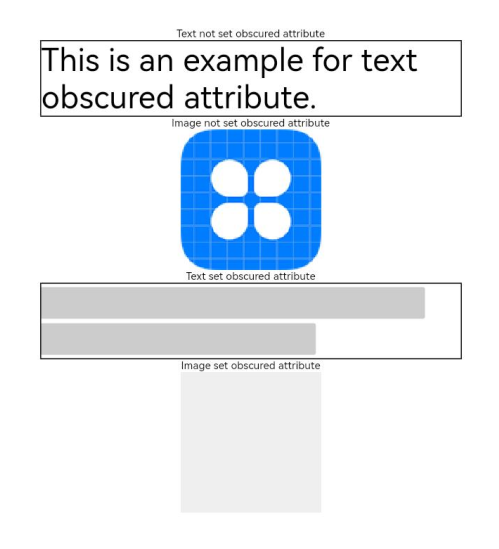 Text not set obscured attribute
This is an example for text
obscured attribute.
Image not set obscured attribute
Text set obscured attribute
Image set obscured attribute